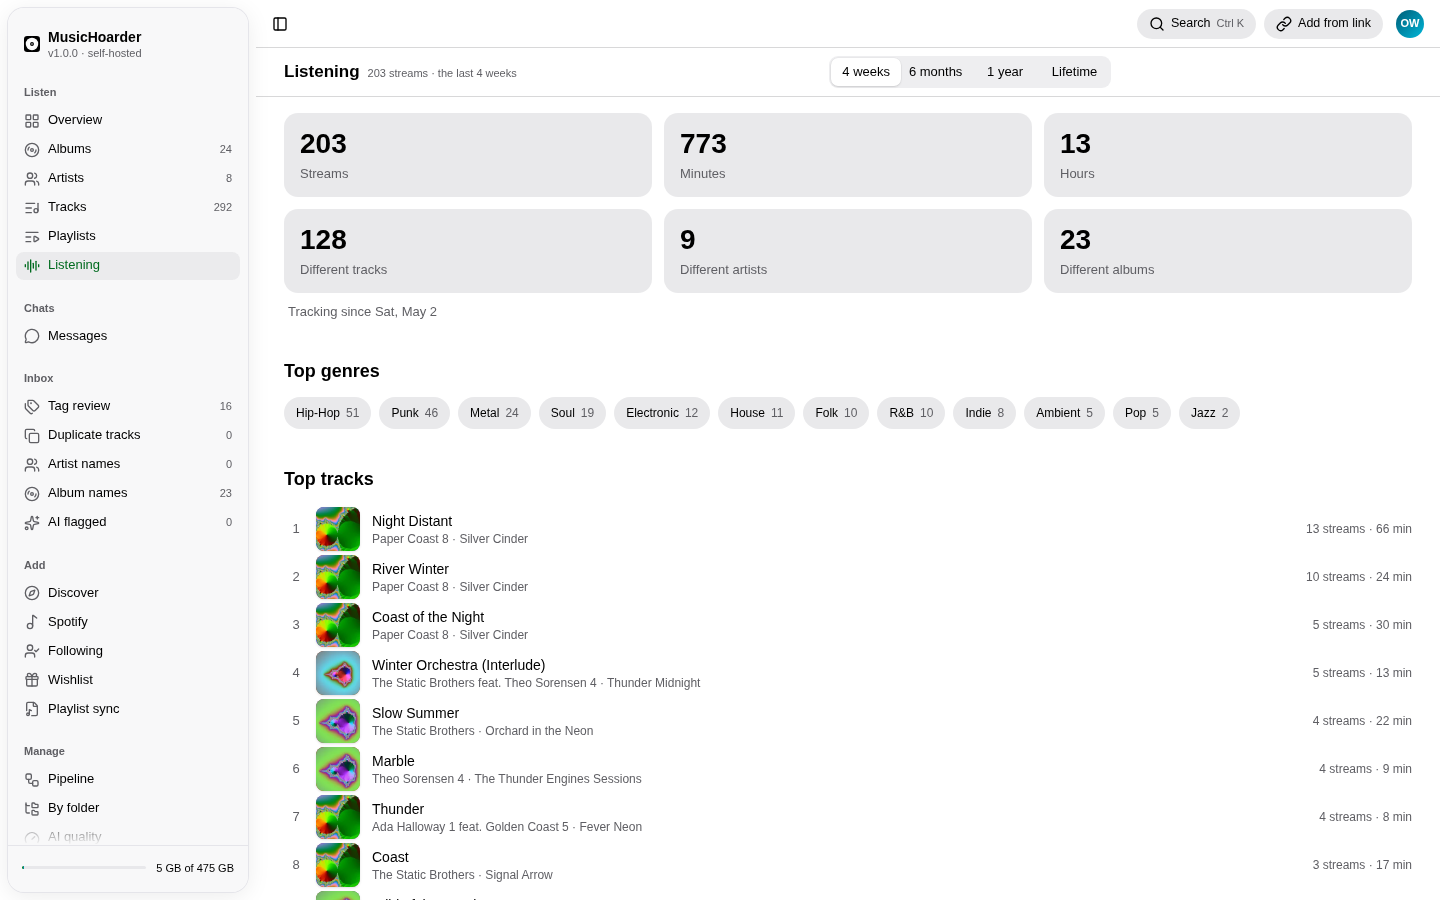 MusicHoarder
v1.0.0 · self-hosted
Listen
Overview
Albums 24
Artists 8
Tracks 292
Playlists
Listening
Chats
Messages
Inbox
Tag review 16
Duplicate tracks 0
Artist names 0
Album names 23
AI flagged 0
Add
Discover
Spotify
Following
Wishlist
Playlist sync
Manage
Pipeline
By folder
AI quality
5 GB of 475 GB
Search Ctrl K
Add from link
OW
Listening 203 streams · the last 4 weeks
4 weeks 6 months 1 year Lifetime
203
Streams
773
Minutes
13
Hours
128
Different tracks
9
Different artists
23
Different albums
Tracking since Sat, May 2
Top genres
Hip-Hop 51 Punk 46 Metal 24 Soul 19 Electronic 12 House 11 Folk 10 R&B 10 Indie 8 Ambient 5 Pop 5 Jazz 2
Top tracks
1 Night Distant
Paper Coast 8 · Silver Cinder
13 streams · 66 min
2 River Winter
Paper Coast 8 · Silver Cinder
10 streams · 24 min
3 Coast of the Night
Paper Coast 8 · Silver Cinder
5 streams · 30 min
4 Winter Orchestra (Interlude)
The Static Brothers feat. Theo Sorensen 4 · Thunder Midnight
5 streams · 13 min
5 Slow Summer
The Static Brothers · Orchard in the Neon
4 streams · 22 min
6 Marble
Theo Sorensen 4 · The Thunder Engines Sessions
4 streams · 9 min
7 Thunder
Ada Halloway 1 feat. Golden Coast 5 · Fever Neon
4 streams · 8 min
8 Coast
The Static Brothers · Signal Arrow
3 streams · 17 min